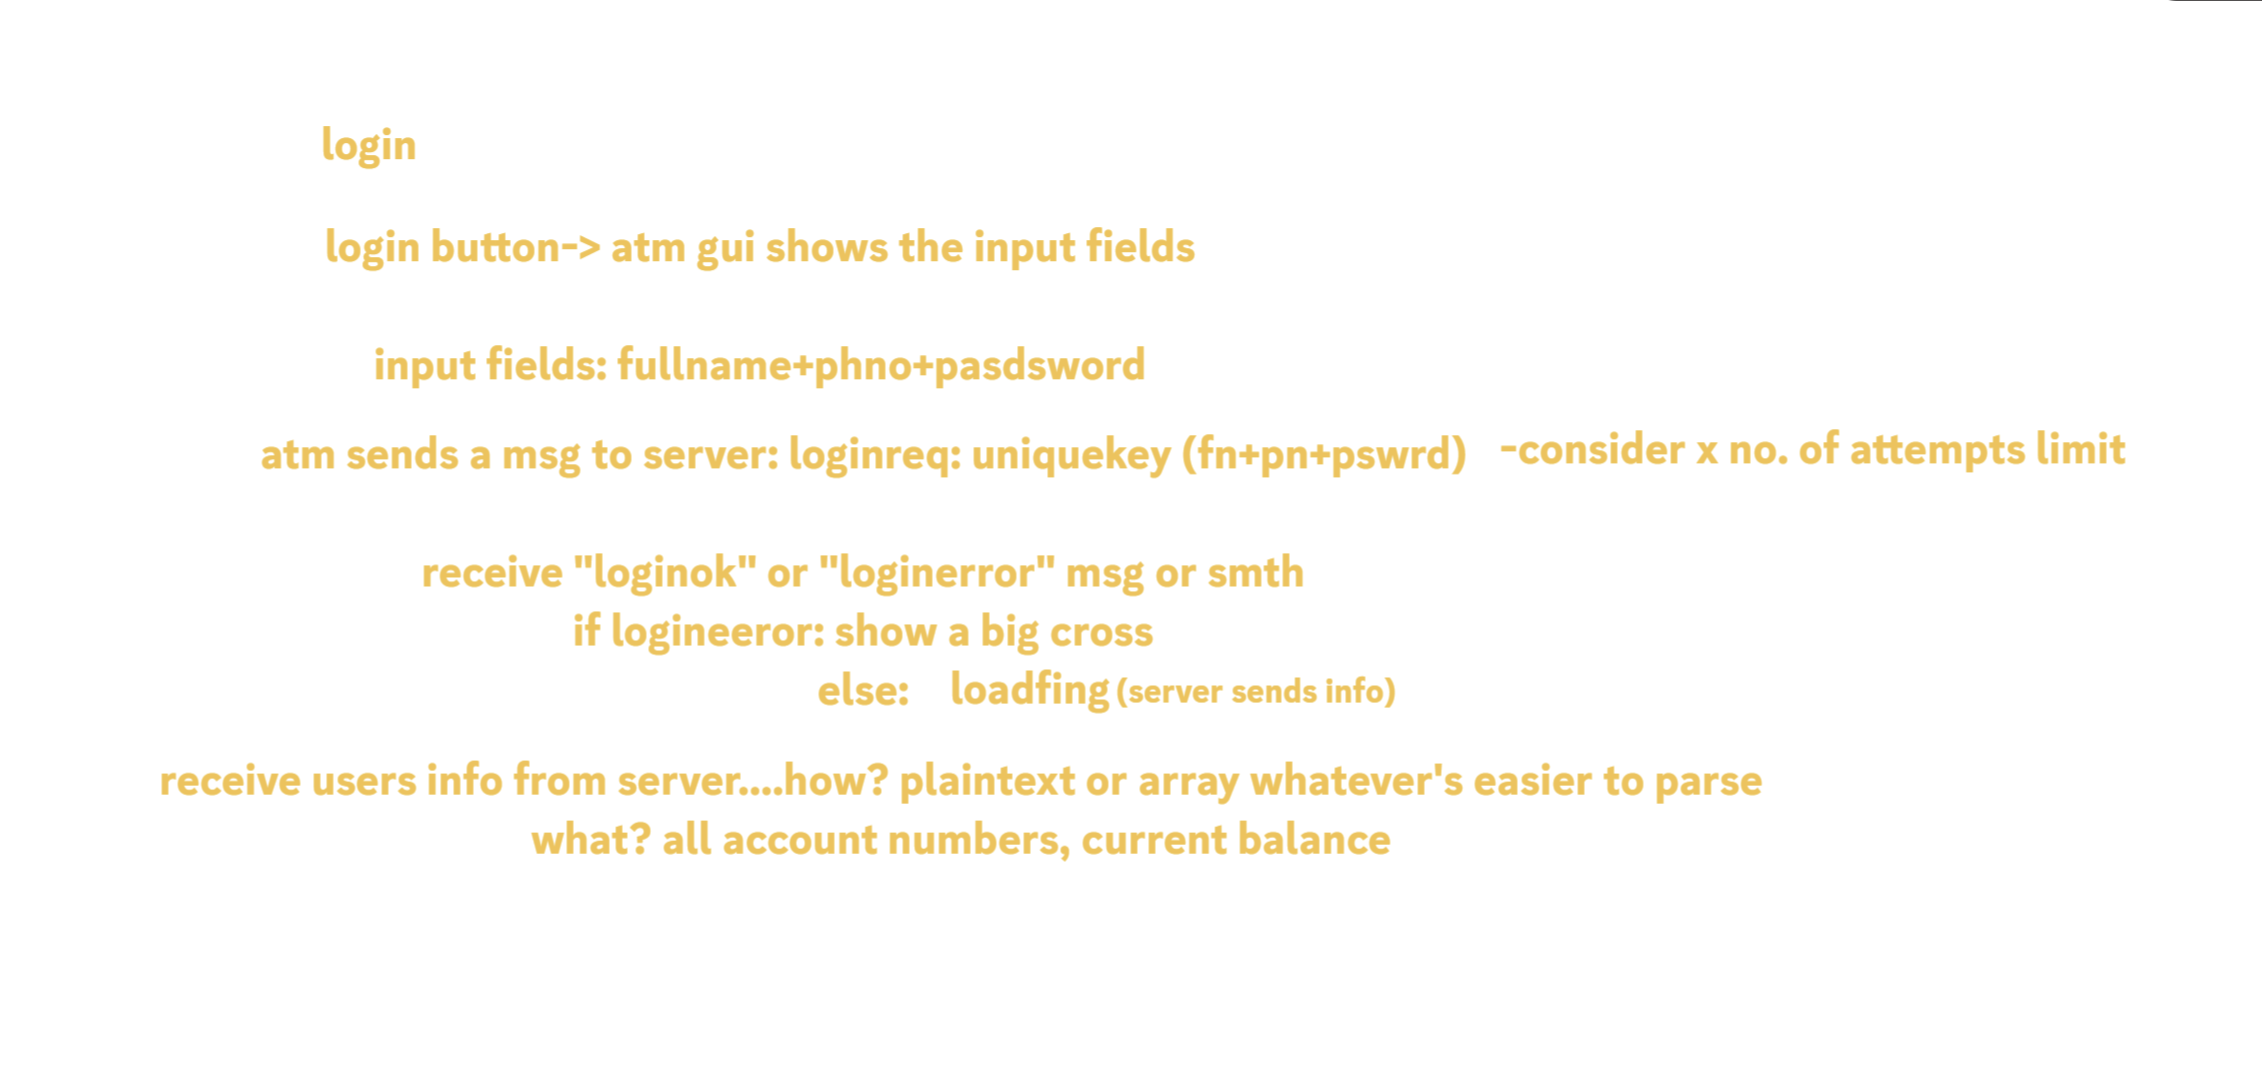 login
login button-> atm gui shows the input fields
input fields: fullname+phno+pasdsword
atm sends a msg to server: loginreq: uniquekey (fn+pn+pswrd) -consider x no. of attempts limit
receive "loginok" or "loginerror" msg or smth
if logineeror: show a big cross
else: loadfing (server sends info)
receive users info from server....how? plaintext or array whatever's easier to parse
what? all account numbers, current balance